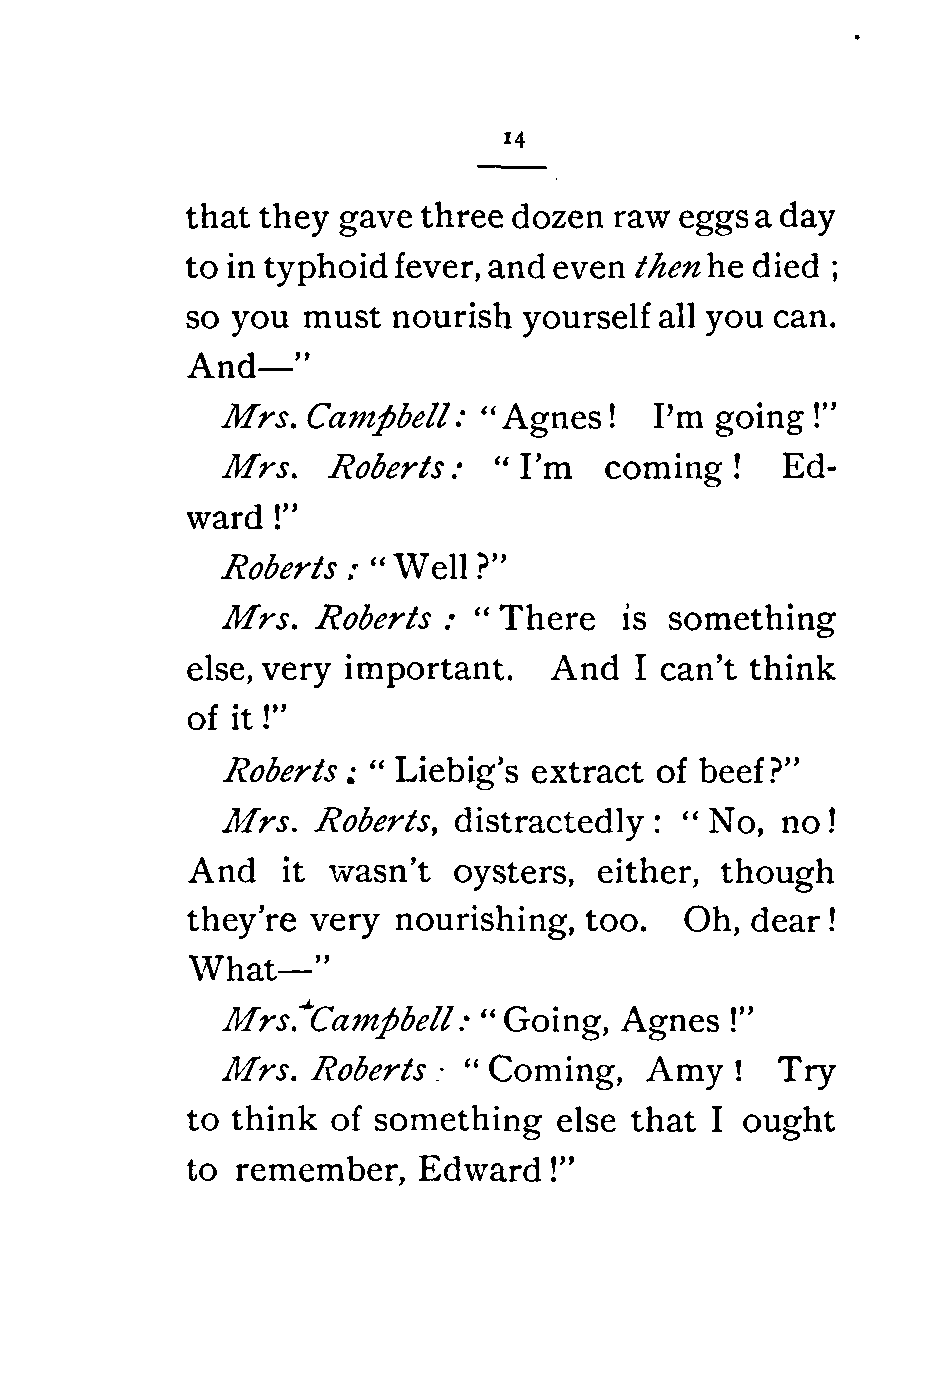 14
that they gave three dozen raw eggs a day
to in typhoid fever, and even then he died ;
so you must nourish yourself all you can.
And—"
Mrs. Campbell: "Agnes! I'm going!"
Mrs. Roberts: "I'm coming! Ed-
ward!"
Roberts: "Well?"
Mrs. Roberts: "There is something
else, very important. And I can't think
of it!"
Roberts: "Liebig's extract of beef?"
Mrs. Roberts, distractedly: "No, no!
And it wasn't oysters, either, though
they're very nourishing, too. Oh, dear!
What—"
Mrs. Campbell: "Going, Agnes!"
Mrs. Roberts: "Coming, Amy! Try
to think of something else that I ought
to remember, Edward!"